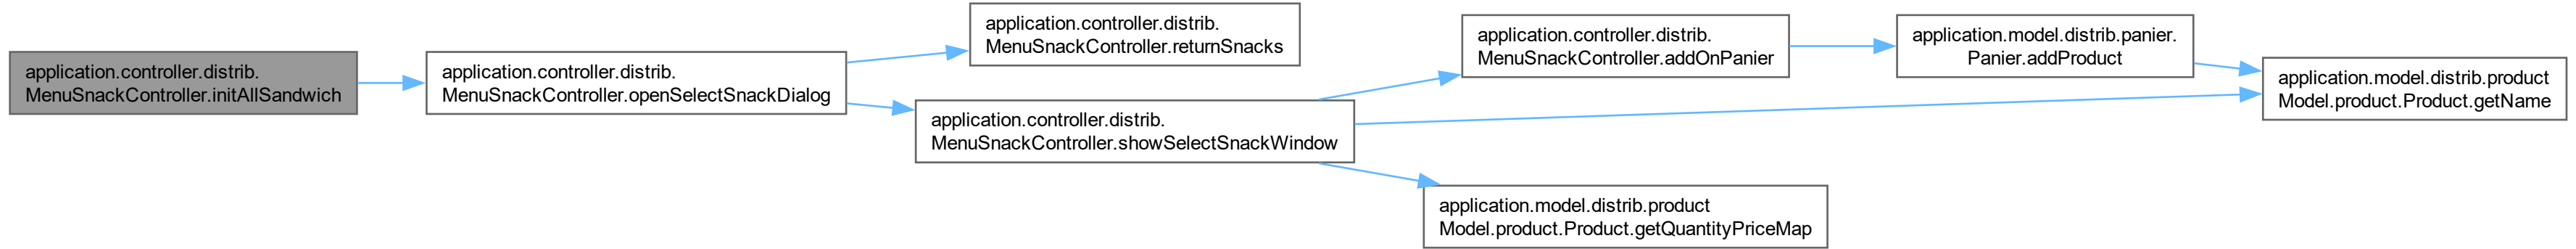 application.controller.distrib.
MenuSnackController.initAllSandwich
application.controller.distrib.
MenuSnackController.openSelectSnackDialog
application.controller.distrib.
MenuSnackController.returnSnacks
application.controller.distrib.
MenuSnackController.showSelectSnackWindow
application.controller.distrib.
MenuSnackController.addOnPanier
application.model.distrib.panier.
Panier.addProduct
application.model.distrib.product
Model.product.Product.getName
application.model.distrib.product
Model.product.Product.getQuantityPriceMap